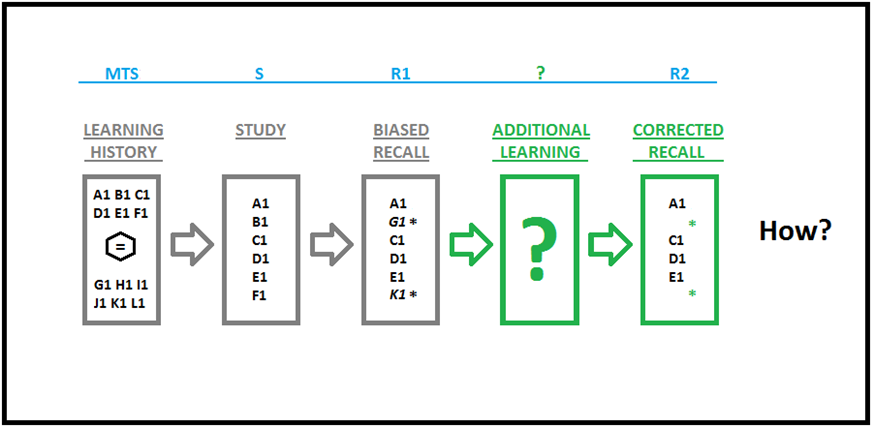 MTS S R1 ? R2
LEARNING HISTORY
STUDY
BIASED RECALL
ADDITIONAL LEARNING
CORRECTED RECALL
A1 B1 C1
D1 E1 F1
=
G1 H1 I1
J1 K1 L1
A1
B1
C1
D1
E1
F1
A1
G1 *
C1
D1
E1
K1 *
?
A1
*
C1
D1
E1
*
How?